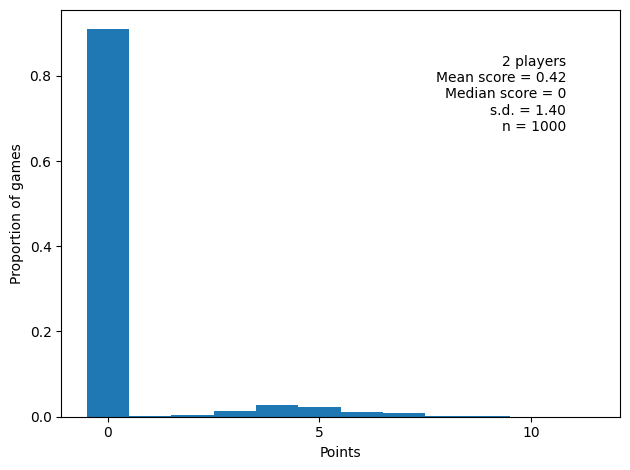 2 players
Mean score = 0.42
Median score = 0
s.d. = 1.40
n = 1000
Proportion of games
0.8
0.6
0.4
0.2
0.0
0
5
10
Points